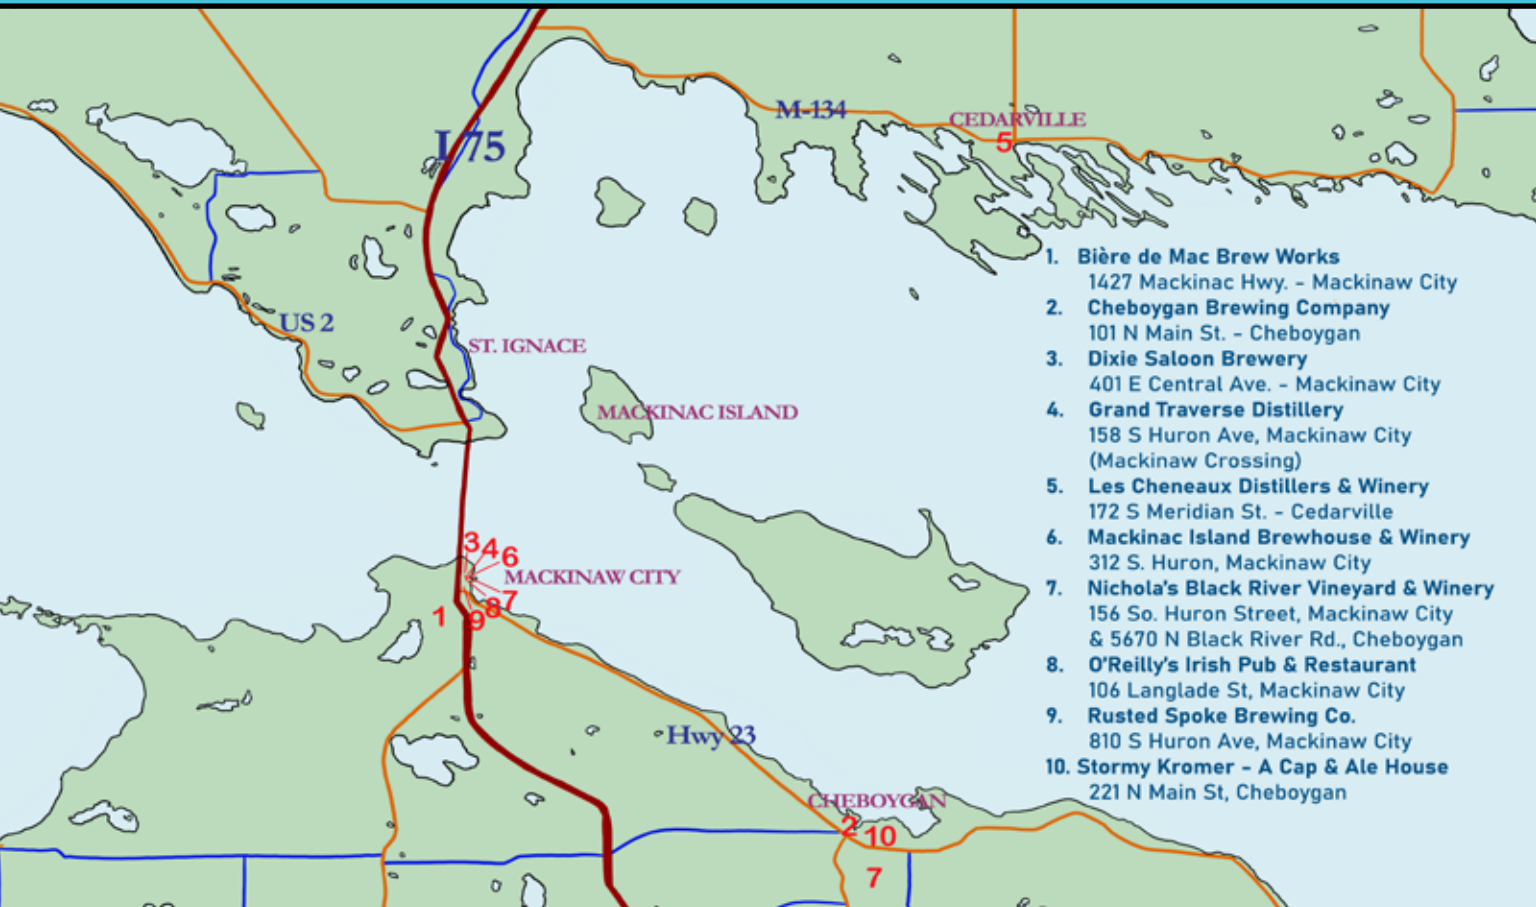 M-134
CEDARVILLE
5
I 75
US 2
ST. IGNACE
MACKINAC ISLAND
3
4
6
MACKINAW CITY
7
8
1
9
Hwy 23
CHEBOYGAN
2
10
7
1. Bière de Mac Brew Works
1427 Mackinac Hwy. - Mackinaw City
2. Cheboygan Brewing Company
101 N Main St. - Cheboygan
3. Dixie Saloon Brewery
401 E Central Ave. - Mackinaw City
4. Grand Traverse Distillery
158 S Huron Ave, Mackinaw City
(Mackinaw Crossing)
5. Les Cheneaux Distillers & Winery
172 S Meridian St. - Cedarville
6. Mackinac Island Brewhouse & Winery
312 S. Huron, Mackinac City
7. Nichola's Black River Vineyard & Winery
156 So. Huron Street, Mackinaw City
& 5670 N Black River Rd., Cheboygan
8. O'Reilly's Irish Pub & Restaurant
106 Langlade St, Mackinaw City
9. Rusted Spoke Brewing Co.
810 S Huron Ave, Mackinaw City
10. Stormy Kromer - A Cap & Ale House
221 N Main St, Cheboygan